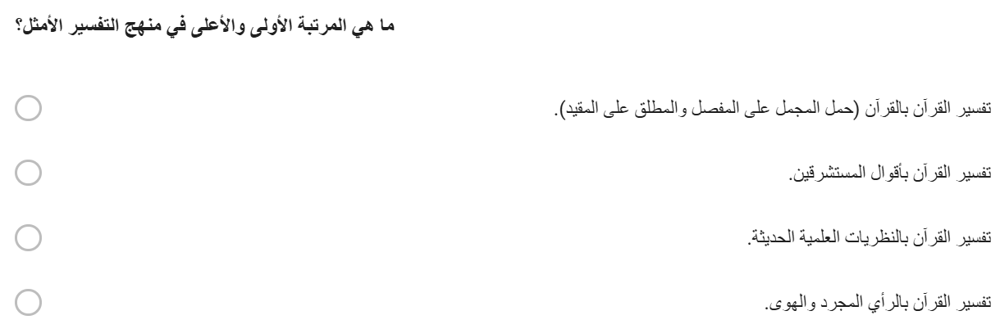 ما هي المرتبة الأولى والأعلى في منهج التفسير الأمثل؟
تفسير القرآن بالقرآن (حمل المجمل على المفصل والمطلق على المقيد).
تفسير القرآن بأقوال المستشرقين.
تفسير القرآن بالنظريات العلمية الحديثة.
تفسير القرآن بالرأي المجرد والهوى.